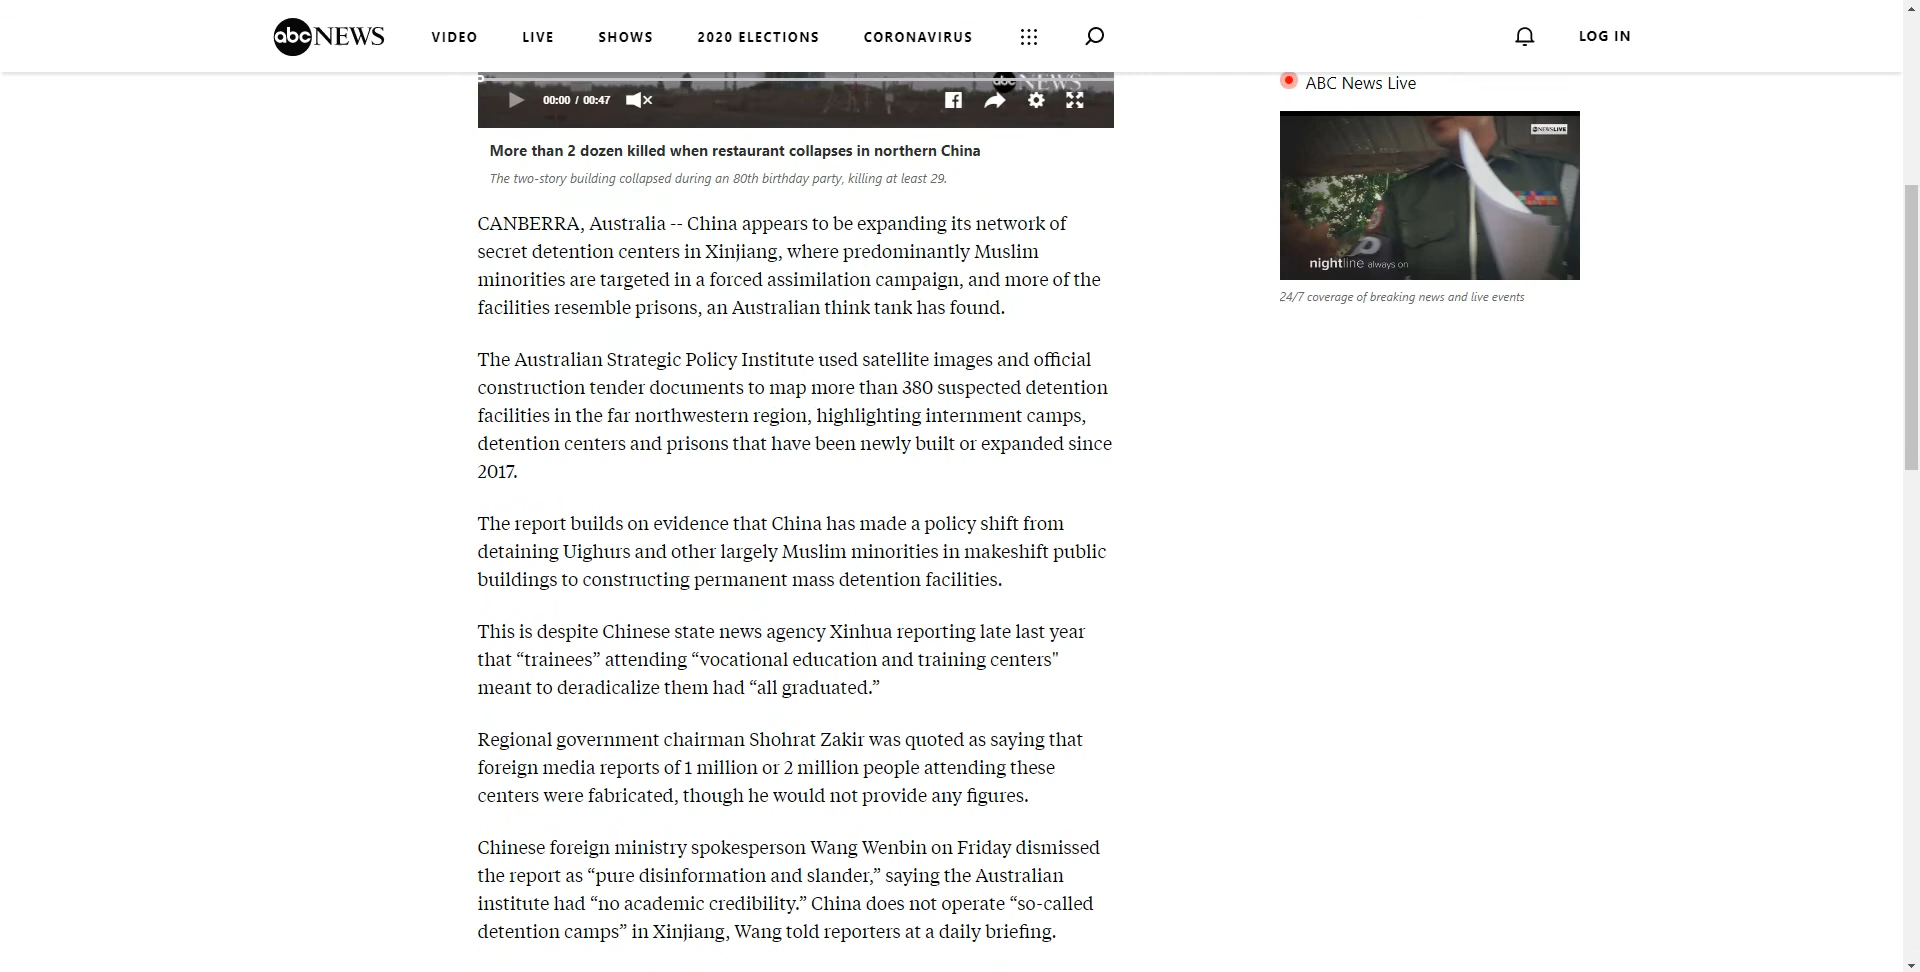 abc NEWS VIDEO LIVE SHOWS 2020 ELECTIONS CORONAVIRUS LOG IN
abc NEWS
00:00 / 00:47
ABC News Live
NEWSLIVE
nightline always on
24/7 coverage of breaking news and live events
More than 2 dozen killed when restaurant collapses in northern China
The two-story building collapsed during an 80th birthday party, killing at least 29.
CANBERRA, Australia -- China appears to be expanding its network of
secret detention centers in Xinjiang, where predominantly Muslim
minorities are targeted in a forced assimilation campaign, and more of the
facilities resemble prisons, an Australian think tank has found.
The Australian Strategic Policy Institute used satellite images and official
construction tender documents to map more than 380 suspected detention
facilities in the far northwestern region, highlighting internment camps,
detention centers and prisons that have been newly built or expanded since
2017.
The report builds on evidence that China has made a policy shift from
detaining Uighurs and other largely Muslim minorities in makeshift public
buildings to constructing permanent mass detention facilities.
This is despite Chinese state news agency Xinhua reporting late last year
that “trainees” attending “vocational education and training centers"
meant to deradicalize them had “all graduated.”
Regional government chairman Shohrat Zakir was quoted as saying that
foreign media reports of 1 million or 2 million people attending these
centers were fabricated, though he would not provide any figures.
Chinese foreign ministry spokesperson Wang Wenbin on Friday dismissed
the report as “pure disinformation and slander,” saying the Australian
institute had “no academic credibility.” China does not operate “so-called
detention camps” in Xinjiang, Wang told reporters at a daily briefing.